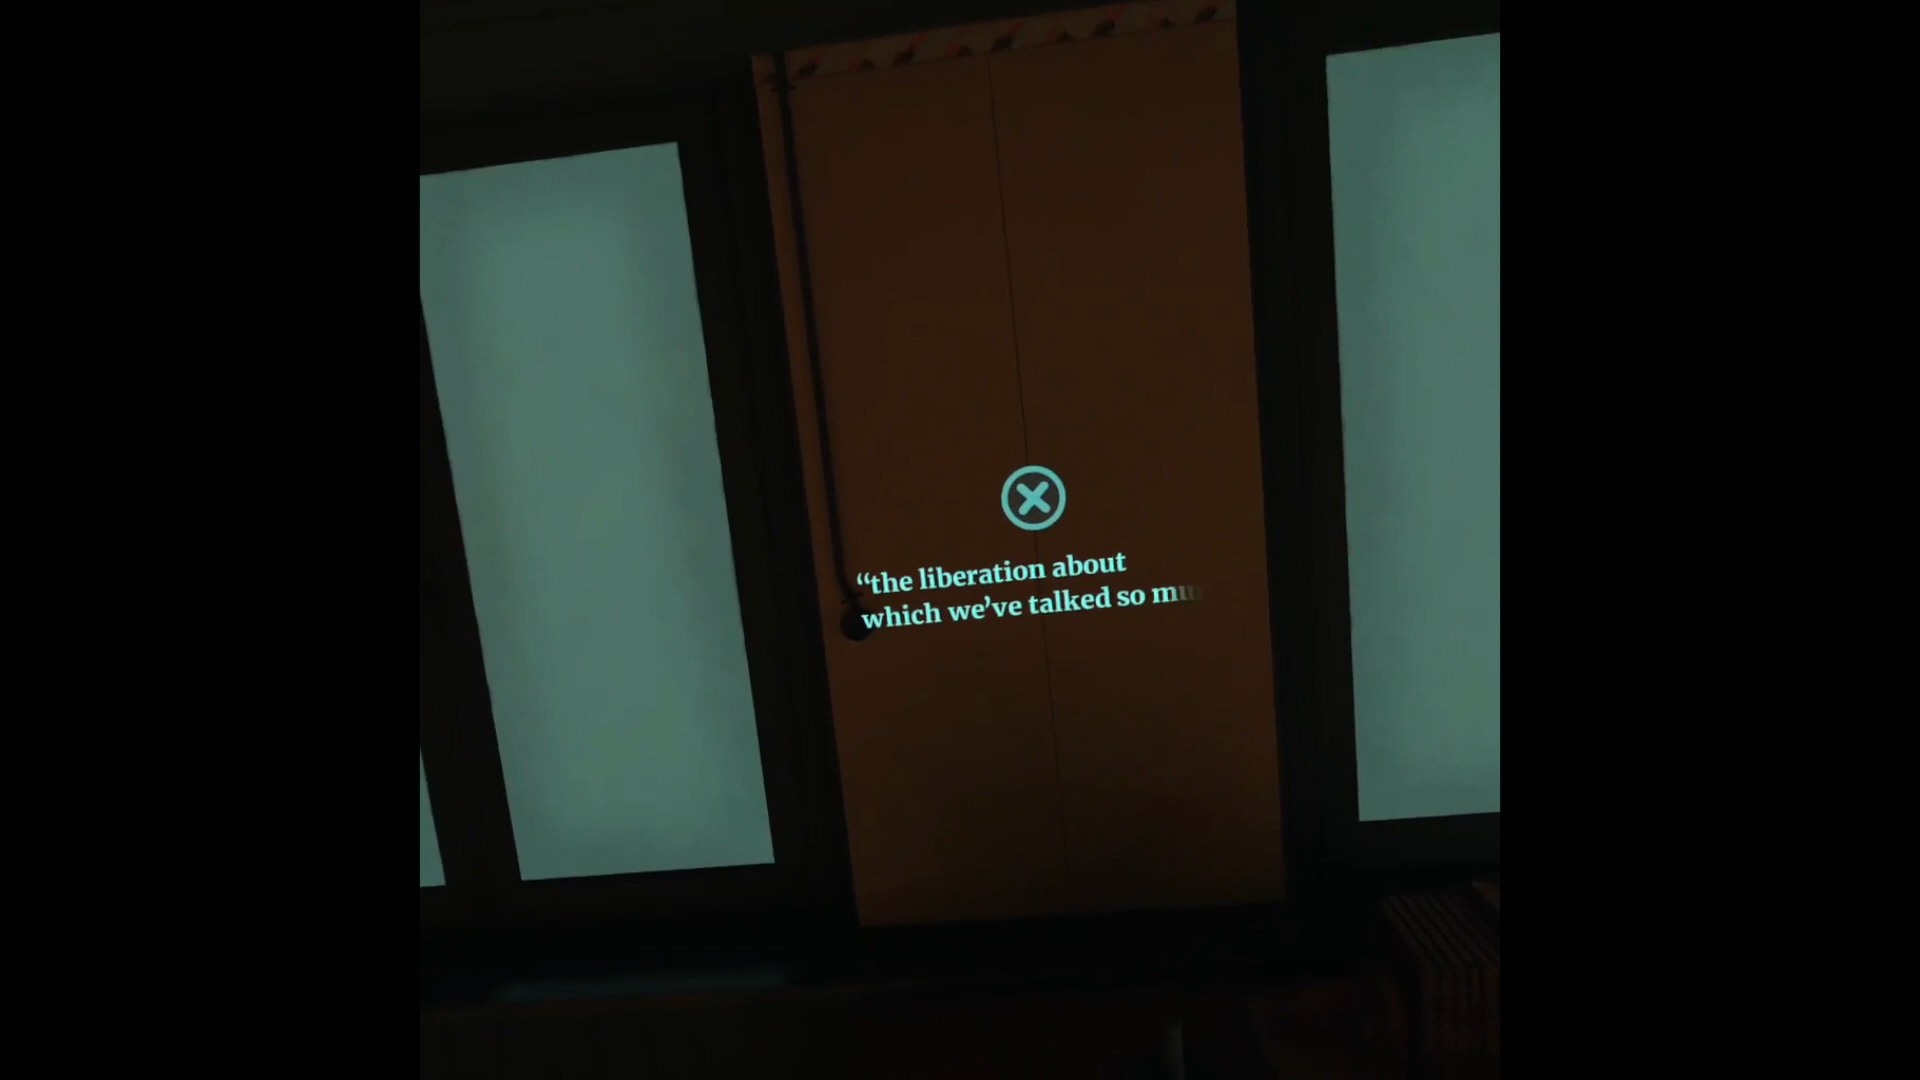 “the liberation about
which we’ve talked so